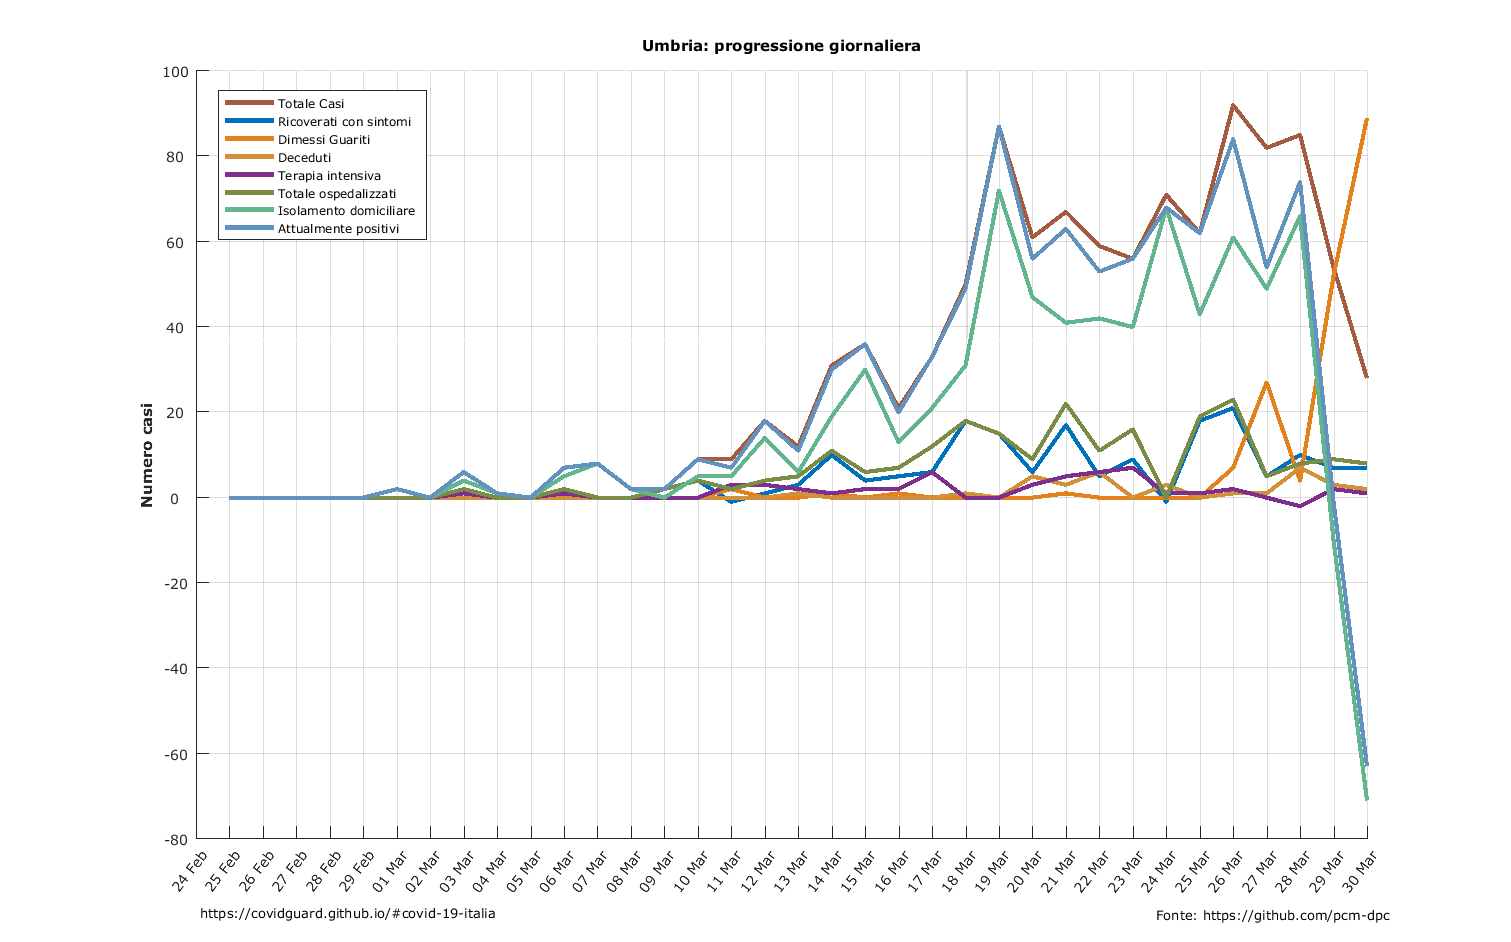 Umbria: progressione giornaliera
100
80
60
40
20
0
-20
-40
-60
-80
Numero casi
Totale Casi
Ricoverati con sintomi
Dimessi Guariti
Deceduti
Terapia intensiva
Totale ospedalizzati
Isolamento domiciliare
Attualmente positivi
24 Feb
25 Feb
26 Feb
27 Feb
28 Feb
29 Feb
01 Mar
02 Mar
03 Mar
04 Mar
05 Mar
06 Mar
07 Mar
08 Mar
09 Mar
10 Mar
11 Mar
12 Mar
13 Mar
14 Mar
15 Mar
16 Mar
17 Mar
18 Mar
19 Mar
20 Mar
21 Mar
22 Mar
23 Mar
24 Mar
25 Mar
26 Mar
27 Mar
28 Mar
29 Mar
30 Mar
https://covidguard.github.io/#covid-19-italia
Fonte: https://github.com/pcm-dpc